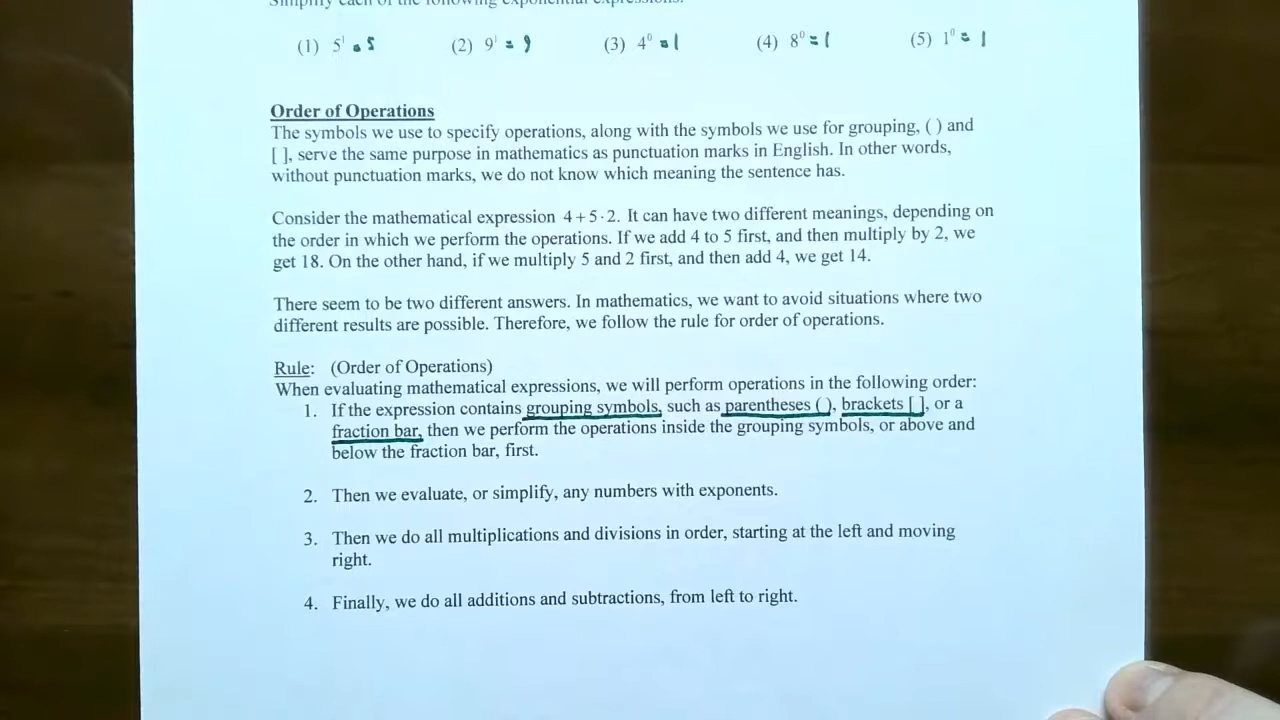 Simplify each of the following exponential expressions.
(1) 5¹ = 5 (2) 9¹ = 9 (3) 4⁰ = 1 (4) 8⁰ = 1 (5) 1⁰ = 1
Order of Operations
The symbols we use to specify operations, along with the symbols we use for grouping, ( ) and
[ ], serve the same purpose in mathematics as punctuation marks in English. In other words,
without punctuation marks, we do not know which meaning the sentence has.
Consider the mathematical expression 4 + 5 · 2. It can have two different meanings, depending on
the order in which we perform the operations. If we add 4 to 5 first, and then multiply by 2, we
get 18. On the other hand, if we multiply 5 and 2 first, and then add 4, we get 14.
There seem to be two different answers. In mathematics, we want to avoid situations where two
different results are possible. Therefore, we follow the rule for order of operations.
Rule: (Order of Operations)
When evaluating mathematical expressions, we will perform operations in the following order:
1. If the expression contains grouping symbols, such as parentheses ( ), brackets [ ], or a
fraction bar, then we perform the operations inside the grouping symbols, or above and
below the fraction bar, first.
2. Then we evaluate, or simplify, any numbers with exponents.
3. Then we do all multiplications and divisions in order, starting at the left and moving
right.
4. Finally, we do all additions and subtractions, from left to right.